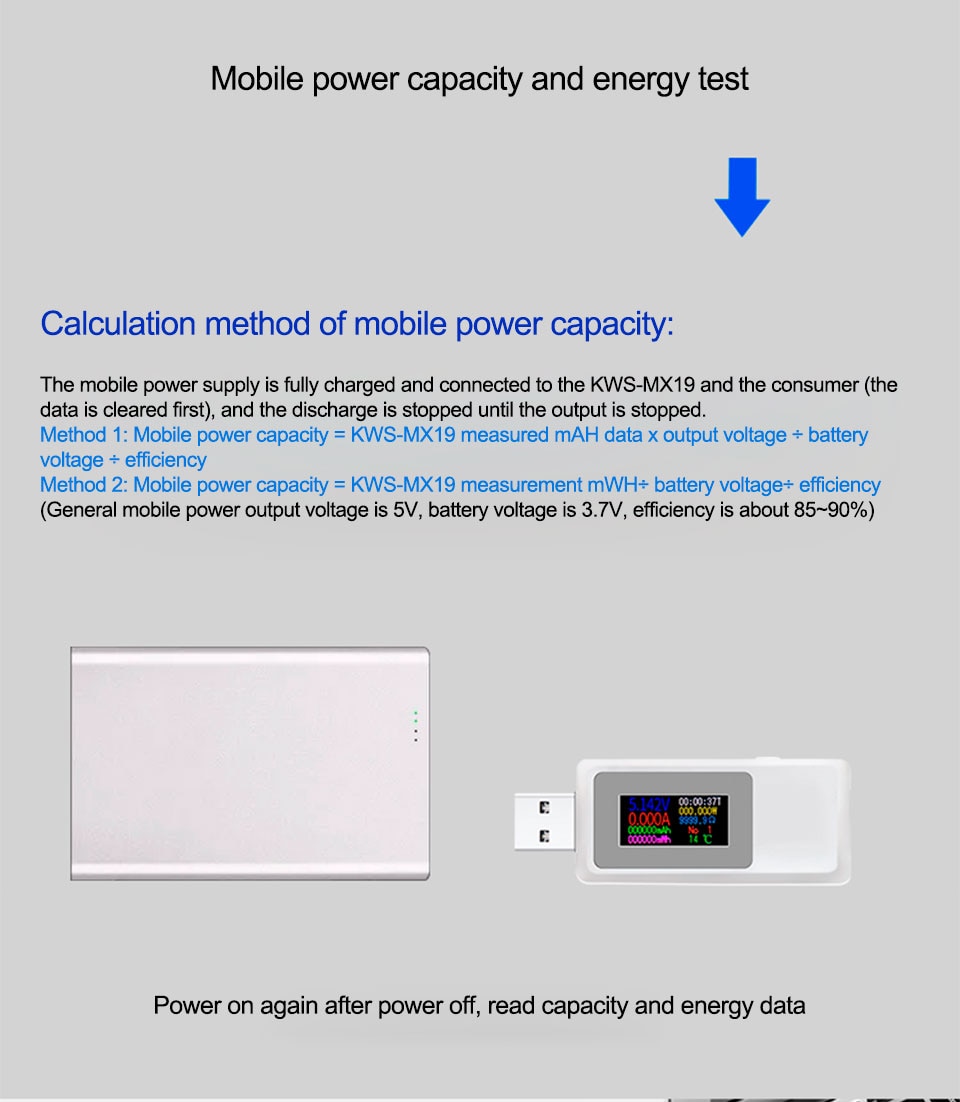 Mobile power capacity and energy test
Calculation method of mobile power capacity:
The mobile power supply is fully charged and connected to the KWS-MX19 and the consumer (the
data is cleared first), and the discharge is stopped until the output is stopped.
Method 1: Mobile power capacity = KWS-MX19 measured mAH data x output voltage ÷ battery
voltage ÷ efficiency
Method 2: Mobile power capacity = KWS-MX19 measurement mWH÷ battery voltage÷ efficiency
(General mobile power output voltage is 5V, battery voltage is 3.7V, efficiency is about 85~90%)
5.142V 00:00:37T
0.000A 000.000W
9999.9Ω
000000mAh No 1
000000mWh 14 ℃
Power on again after power off, read capacity and energy data